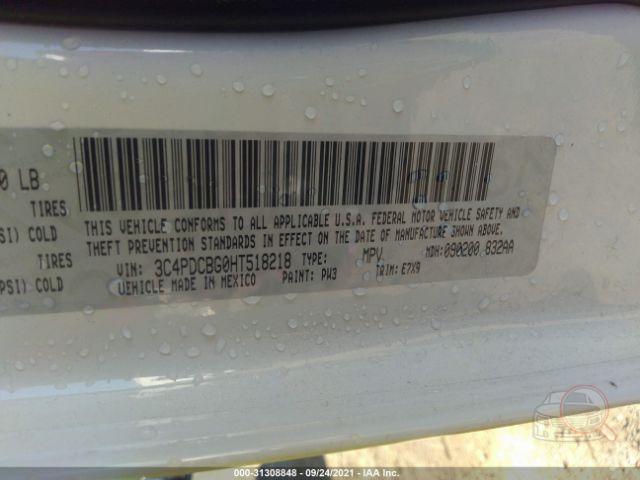 0 LB
TIRES
SI) COLD
TIRES
PSI) COLD
THIS VEHICLE CONFORMS TO ALL APPLICABLE U.S.A. FEDERAL MOTOR VEHICLE SAFETY AND
THEFT PREVENTION STANDARDS IN EFFECT ON THE DATE OF MANUFACTURE SHOWN ABOVE.
VIN: 3C4PDCBG0HT518218 TYPE: MPV MDH: 090200 832AA
VEHICLE MADE IN MEXICO PAINT: PW3 TRIM: E7X9
000-31308848 - 09/24/2021 - IAA Inc.